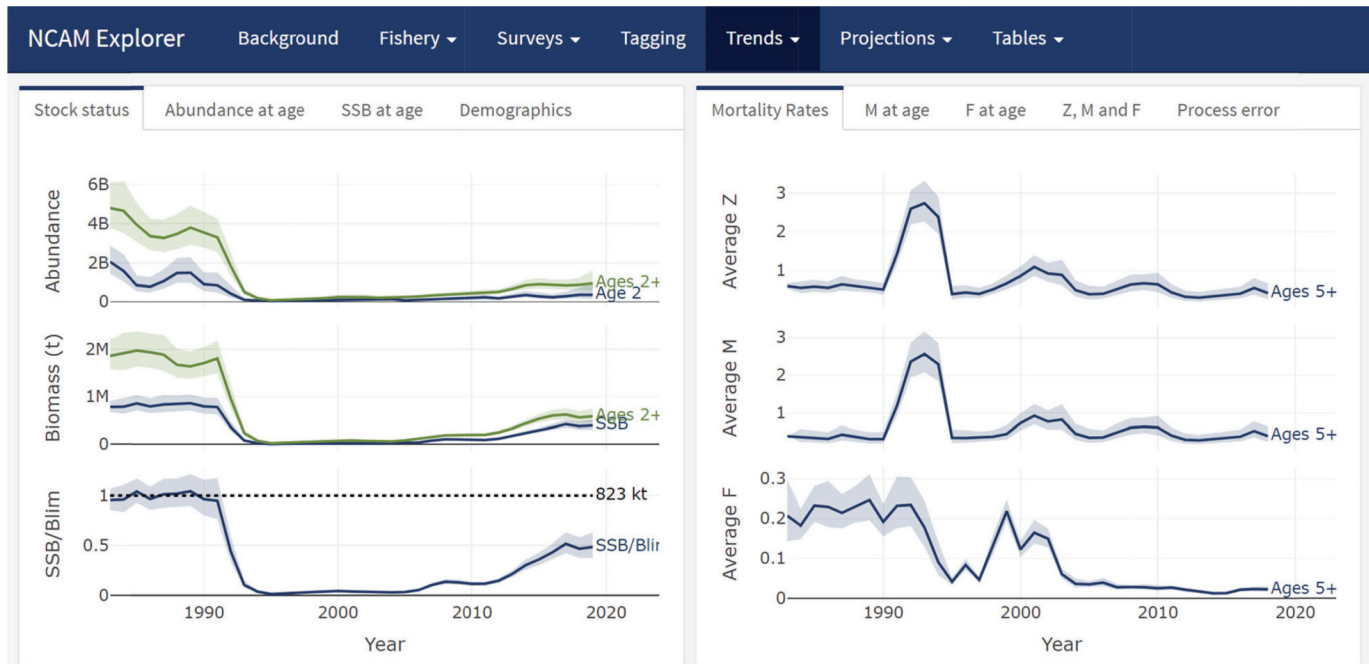 NCAM Explorer Background Fishery Surveys Tagging Trends Projections Tables
Stock status Abundance at age SSB at age Demographics
Abundance
6B
4B
2B
0
Ages 2+
Age 2
Biomass (t)
2M
1M
0
Ages 2+
SSB
SSB/Blim
1
0.5
0
823 kt
SSB/Blir
1990 2000 2010 2020
Year
Mortality Rates M at age F at age Z, M and F Process error
Average Z
3
2
1
Ages 5+
Average M
3
2
1
Ages 5+
Average F
0.3
0.2
0.1
0
Ages 5+
1990 2000 2010 2020
Year